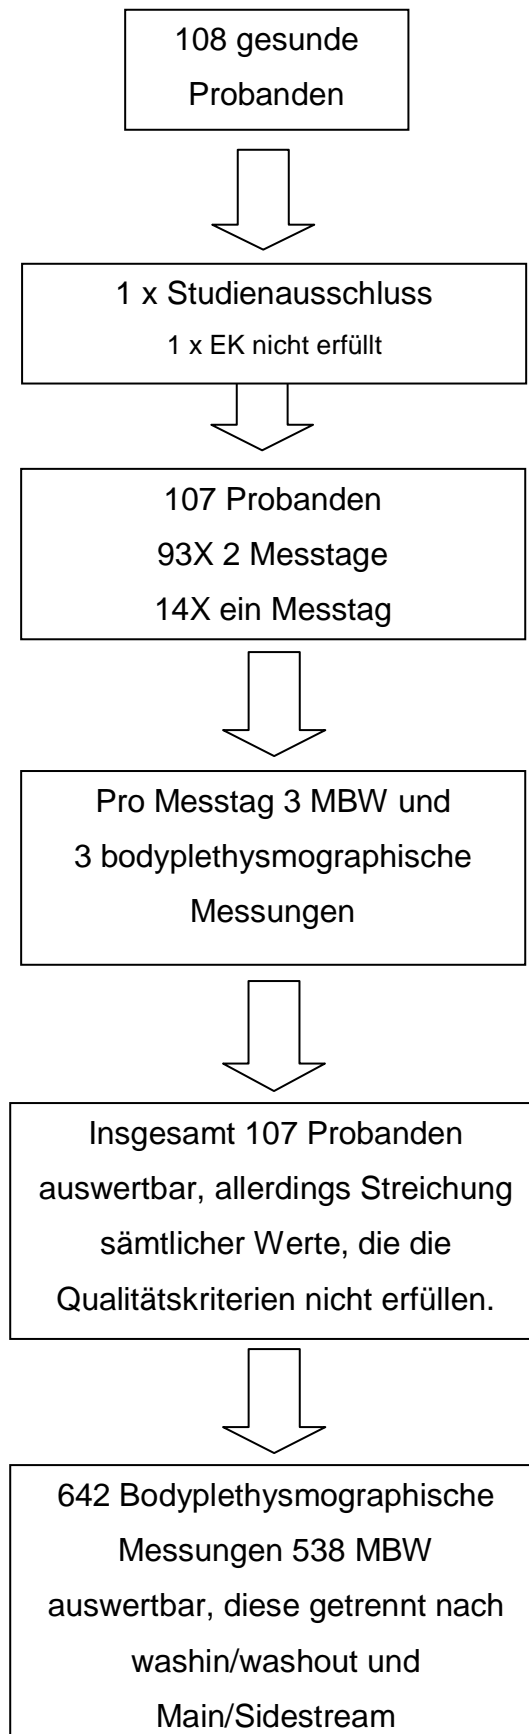 108 gesunde
Probanden
1 x Studienausschluss
1 x EK nicht erfüllt
107 Probanden
93X 2 Messtage
14X ein Messtag
Pro Messtag 3 MBW und
3 bodyplethysmographische
Messungen
Insgesamt 107 Probanden
auswertbar, allerdings Streichung
sämtlicher Werte, die die
Qualitätskriterien nicht erfüllen.
642 Bodyplethysmographische
Messungen 538 MBW
auswertbar, diese getrennt nach
washin/washout und
Main/Sidestream